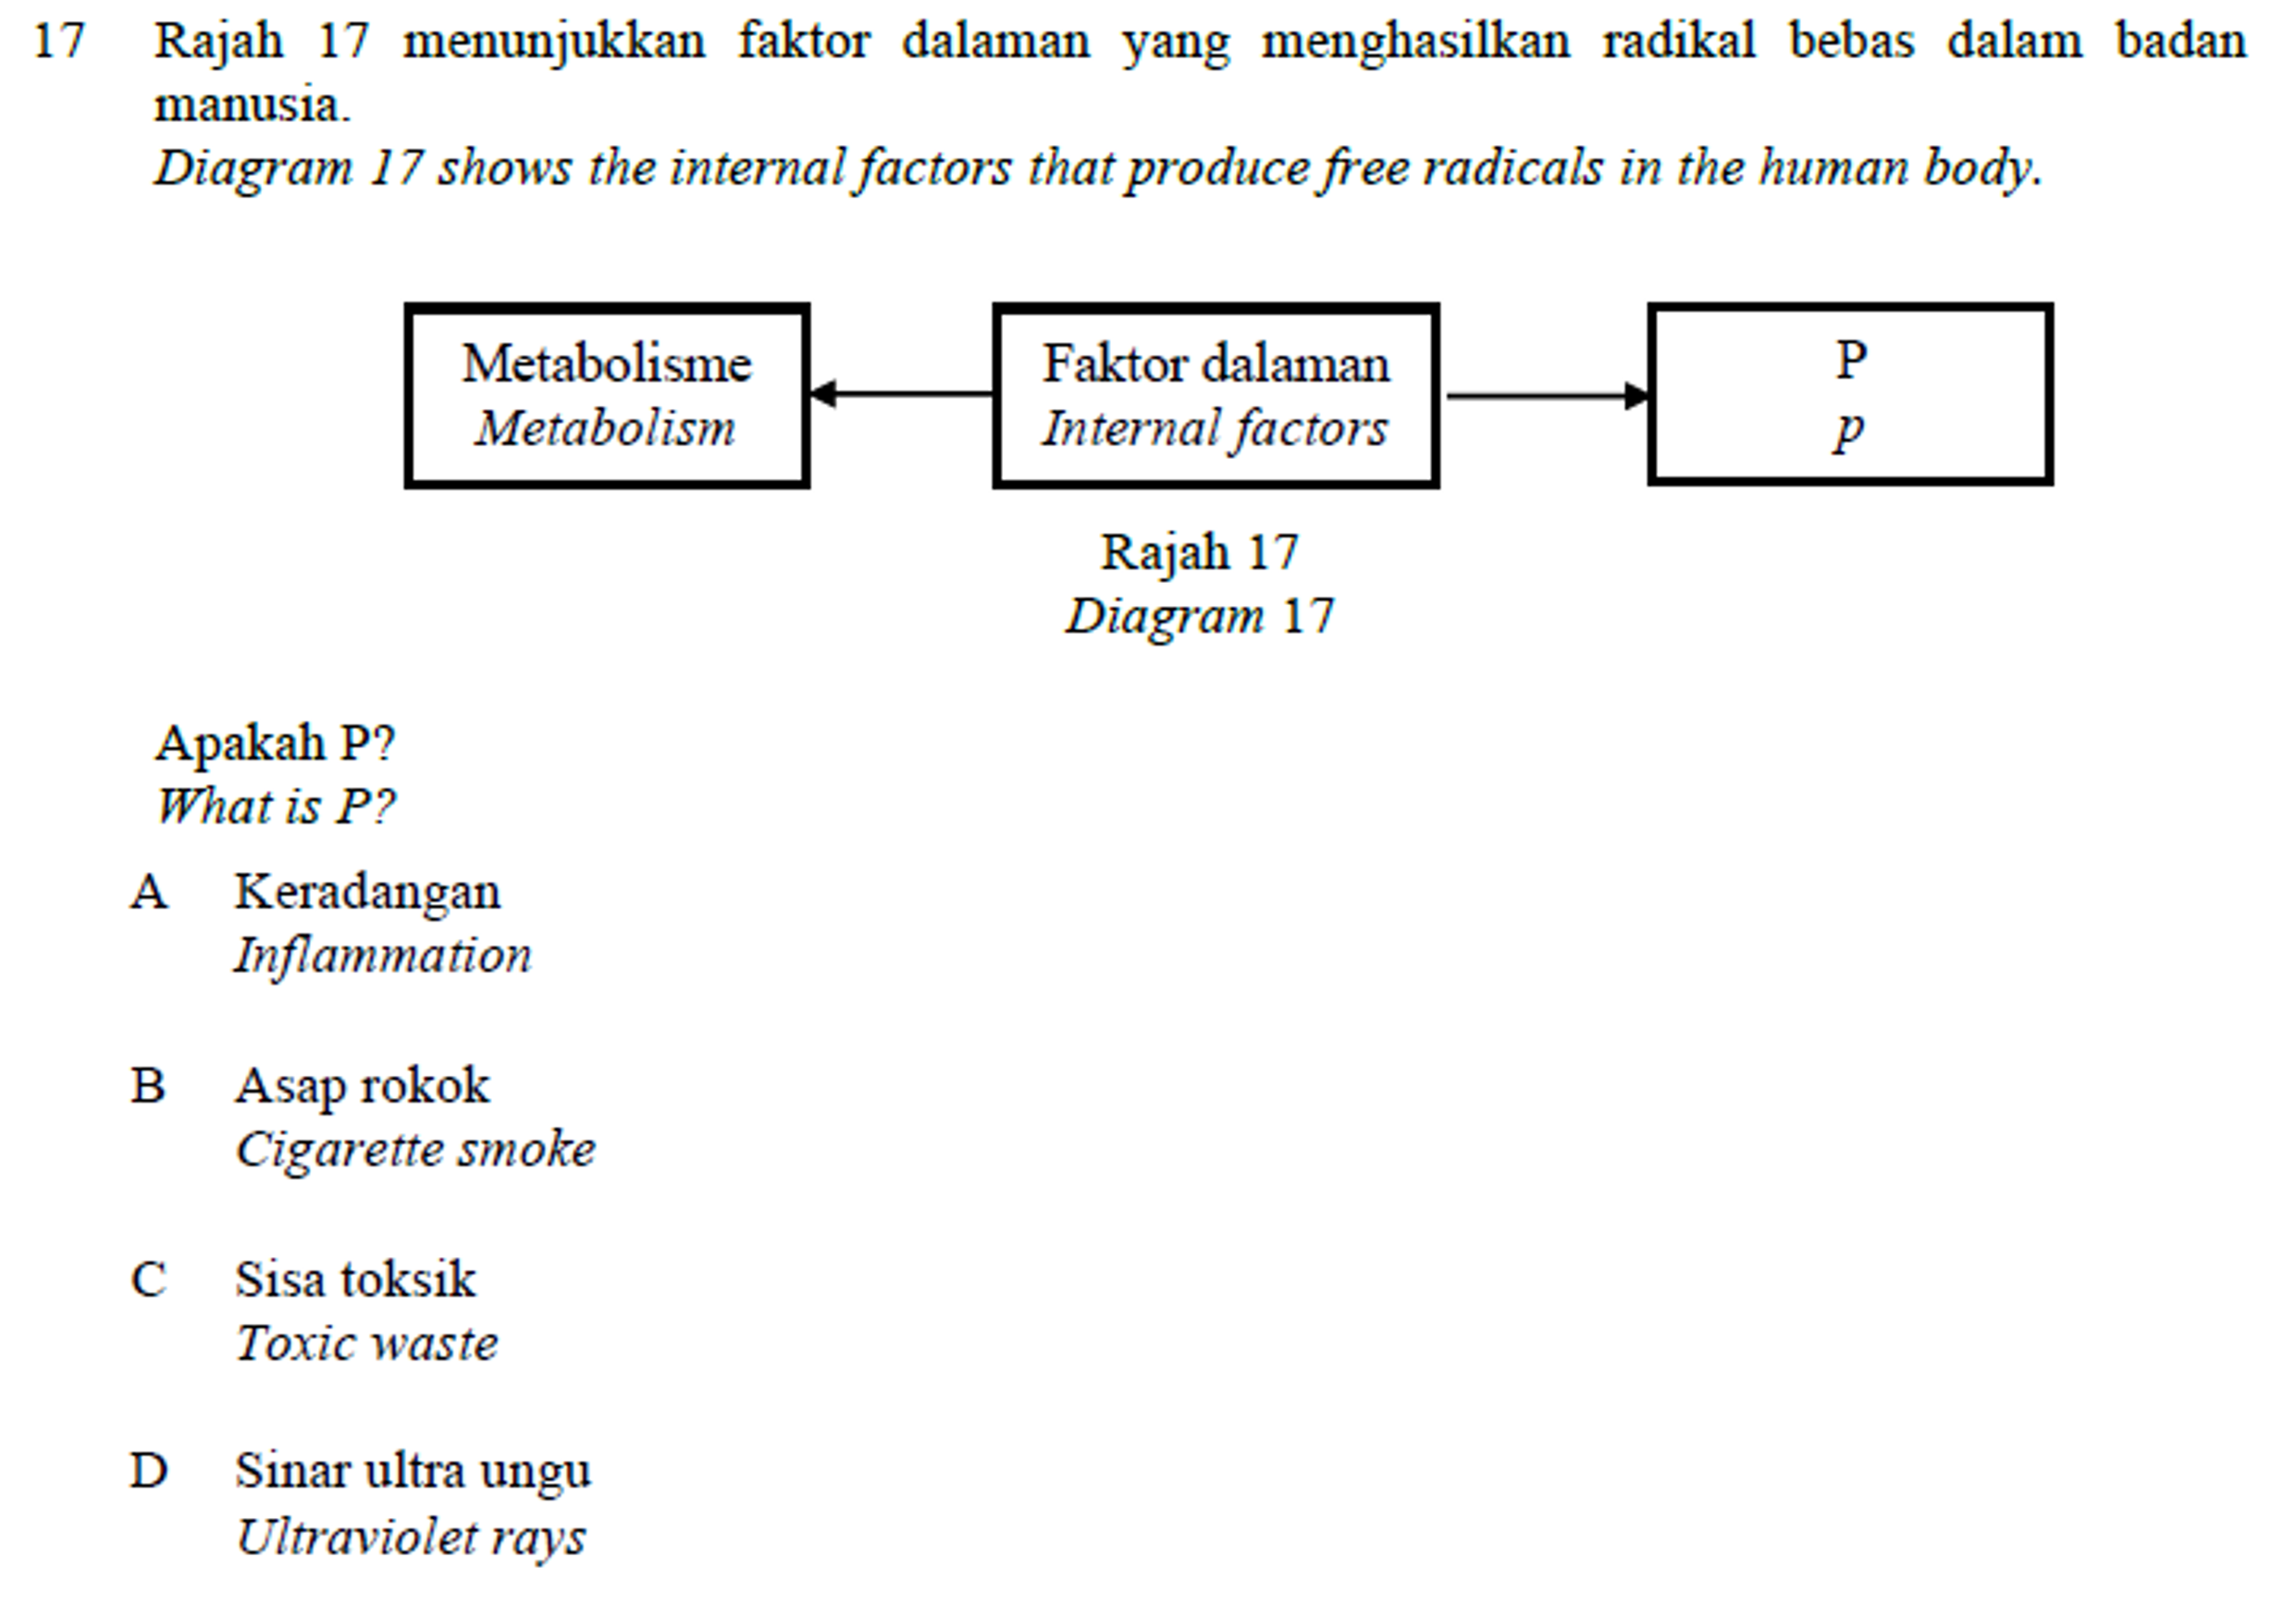 17 Rajah 17 menunjukkan faktor dalaman yang menghasilkan radikal bebas dalam badan
manusia.
Diagram 17 shows the internal factors that produce free radicals in the human body.
Metabolisme
Metabolism
Faktor dalaman
Internal factors
P
p
Rajah 17
Diagram 17
Apakah P?
What is P?
A Keradangan
Inflammation
B Asap rokok
Cigarette smoke
C Sisa toksik
Toxic waste
D Sinar ultra ungu
Ultraviolet rays